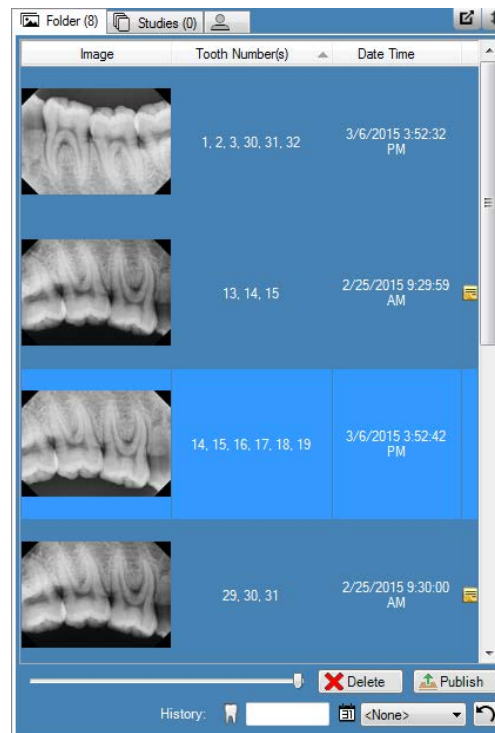 Folder (8) Studies (0)
Image Tooth Number(s) Date Time
1, 2, 3, 30, 31, 32 3/6/2015 3:52:32
PM
13, 14, 15 2/25/2015 9:29:59
AM
14, 15, 16, 17, 18, 19 3/6/2015 3:52:42
PM
29, 30, 31 2/25/2015 9:30:00
AM
Delete Publish
History: 31 <None>